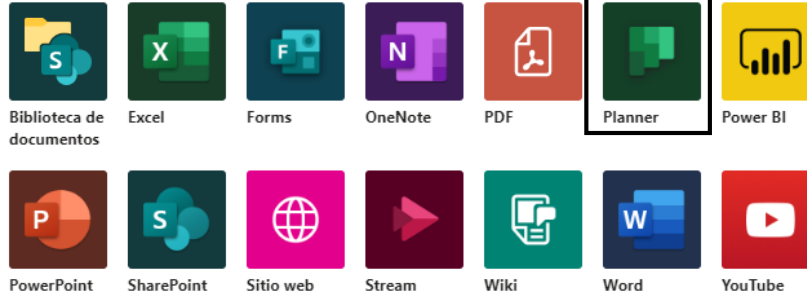 S
X
F
N
Biblioteca de
documentos
Excel
Forms
OneNote
PDF
Planner
Power BI
P
S
W
PowerPoint
SharePoint
Sitio web
Stream
Wiki
Word
YouTube